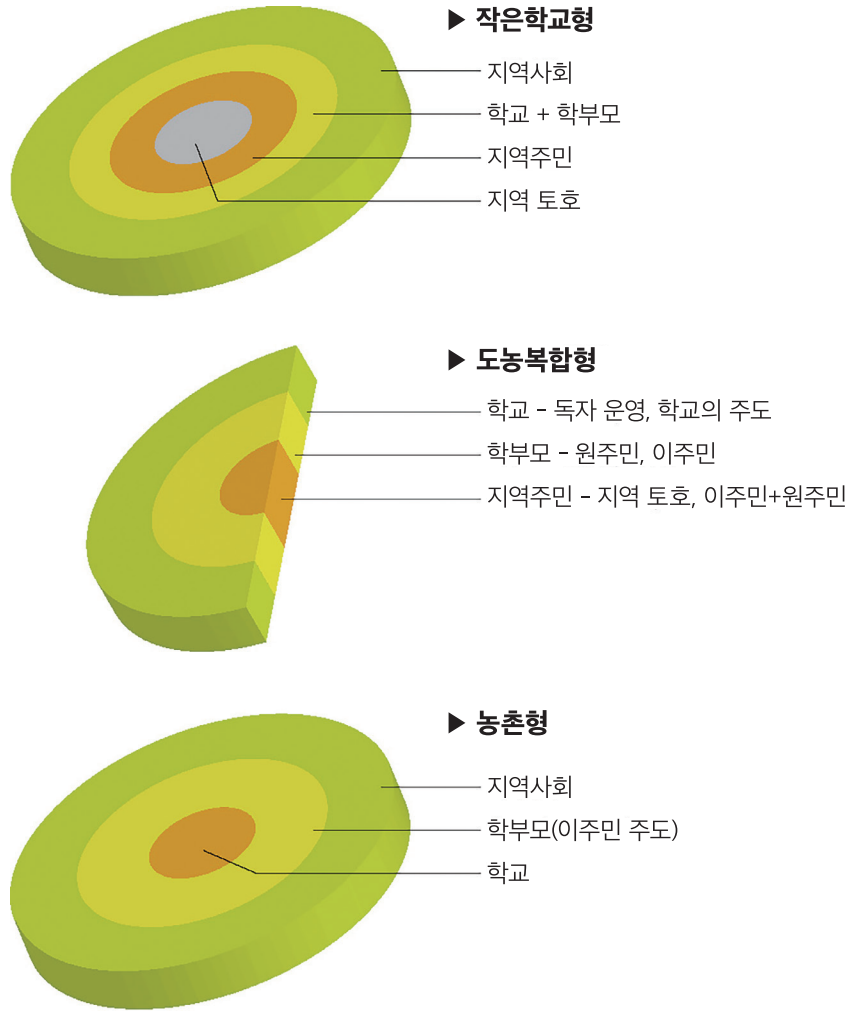 ▶ 작은학교형
지역사회
학교 + 학부모
지역주민
지역 토호
▶ 도농복합형
학교 - 독자 운영, 학교의 주도
학부모 - 원주민, 이주민
지역주민 - 지역 토호, 이주민+원주민
▶ 농촌형
지역사회
학부모(이주민 주도)
학교